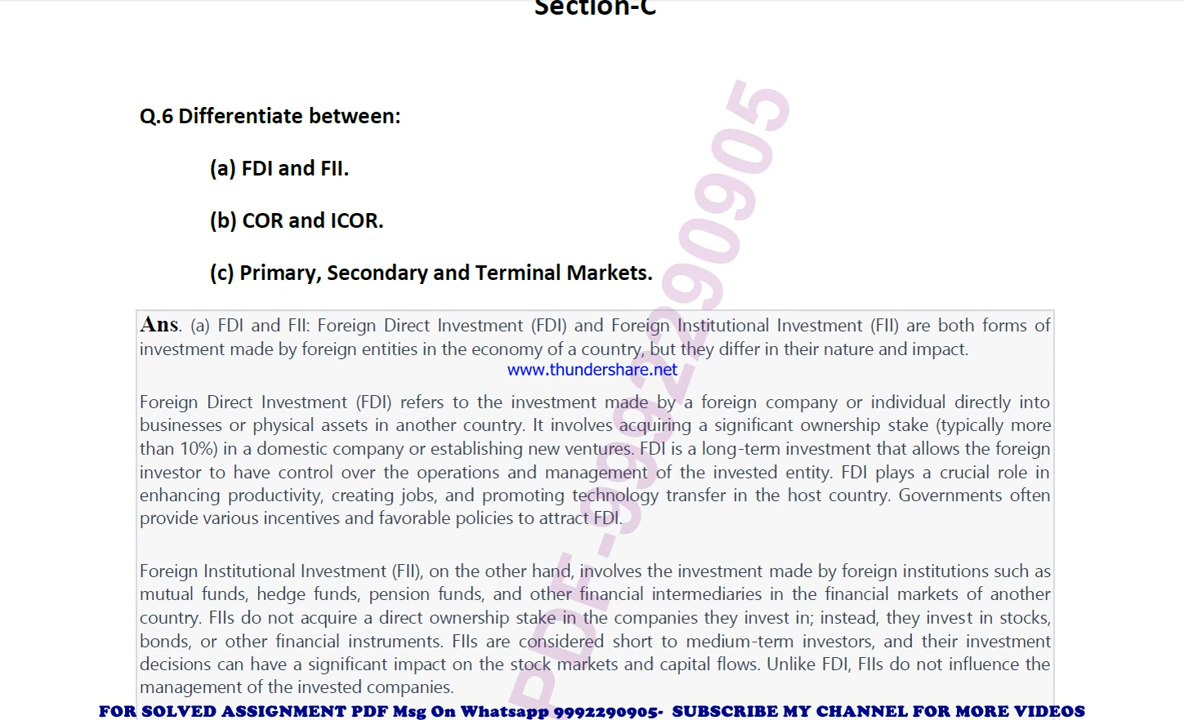 Section-C
Q.6 Differentiate between:
(a) FDI and FII.
(b) COR and ICOR.
(c) Primary, Secondary and Terminal Markets.
Ans. (a) FDI and FII: Foreign Direct Investment (FDI) and Foreign Institutional Investment (FII) are both forms of
investment made by foreign entities in the economy of a country, but they differ in their nature and impact.
www.thundershare.net
Foreign Direct Investment (FDI) refers to the investment made by a foreign company or individual directly into
businesses or physical assets in another country. It involves acquiring a significant ownership stake (typically more
than 10%) in a domestic company or establishing new ventures. FDI is a long-term investment that allows the foreign
investor to have control over the operations and management of the invested entity. FDI plays a crucial role in
enhancing productivity, creating jobs, and promoting technology transfer in the host country. Governments often
provide various incentives and favorable policies to attract FDI.
Foreign Institutional Investment (FII), on the other hand, involves the investment made by foreign institutions such as
mutual funds, hedge funds, pension funds, and other financial intermediaries in the financial markets of another
country. FIIs do not acquire a direct ownership stake in the companies they invest in; instead, they invest in stocks,
bonds, or other financial instruments. FIIs are considered short to medium-term investors, and their investment
decisions can have a significant impact on the stock markets and capital flows. Unlike FDI, FIIs do not influence the
management of the invested companies.
PDF-9992290905
FOR SOLVED ASSIGNMENT PDF Msg On Whatsapp 9992290905- SUBSCRIBE MY CHANNEL FOR MORE VIDEOS